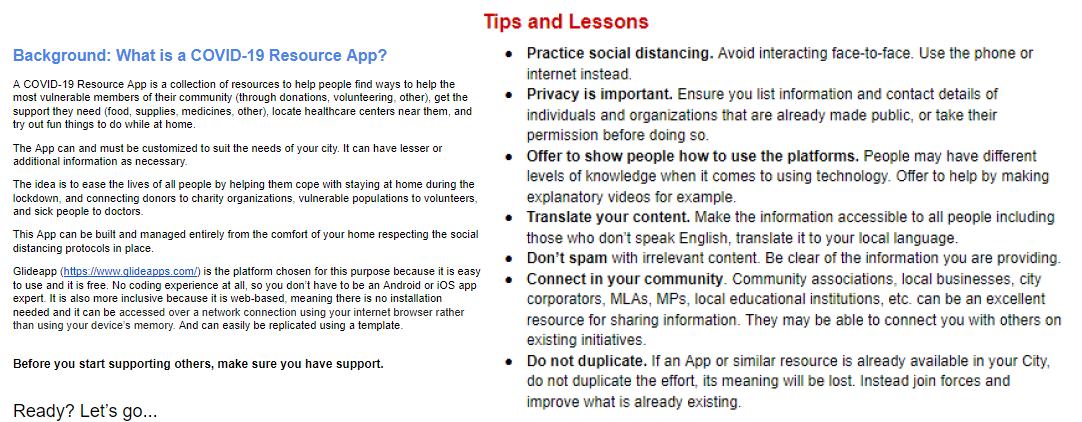 Tips and Lessons
Background: What is a COVID-19 Resource App?
A COVID-19 Resource App is a collection of resources to help people find ways to help the
most vulnerable members of their community (through donations, volunteering, other), get the
support they need (food, supplies, medicines, other), locate healthcare centers near them, and
try out fun things to do while at home.
The App can and must be customized to suit the needs of your city. It can have lesser or
additional information as necessary.
The idea is to ease the lives of all people by helping them cope with staying at home during the
lockdown, and connecting donors to charity organizations, vulnerable populations to volunteers,
and sick people to doctors.
This App can be built and managed entirely from the comfort of your home respecting the social
distancing protocols in place.
Glideapp (https://www.glideapps.com/) is the platform chosen for this purpose because it is easy
to use and it is free. No coding experience at all, so you don't have to be an Android or iOS app
expert. It is also more inclusive because it is web-based, meaning there is no installation
needed and it can be accessed over a network connection using your internet browser rather
than using your device's memory. And can easily be replicated using a template.
Before you start supporting others, make sure you have support.
Ready? Let's go...
● Practice social distancing. Avoid interacting face-to-face. Use the phone or
internet instead.
● Privacy is important. Ensure you list information and contact details of
individuals and organizations that are already made public, or take their
permission before doing so.
● Offer to show people how to use the platforms. People may have different
levels of knowledge when it comes to using technology. Offer to help by making
explanatory videos for example.
● Translate your content. Make the information accessible to all people including
those who don't speak English, translate it to your local language.
● Don't spam with irrelevant content. Be clear of the information you are providing.
● Connect in your community. Community associations, local businesses, city
corporators, MLAs, MPs, local educational institutions, etc. can be an excellent
resource for sharing information. They may be able to connect you with others on
existing initiatives.
● Do not duplicate. If an App or similar resource is already available in your City,
do not duplicate the effort, its meaning will be lost. Instead join forces and
improve what is already existing.